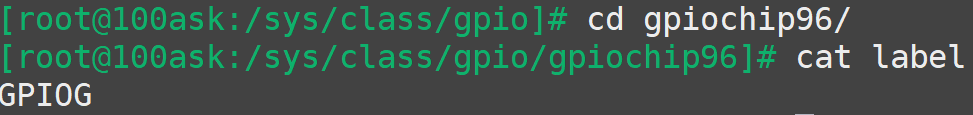 [root@100ask:/sys/class/gpio]# cd gpiochip96/
[root@100ask:/sys/class/gpio/gpiochip96]# cat label
GPIOG